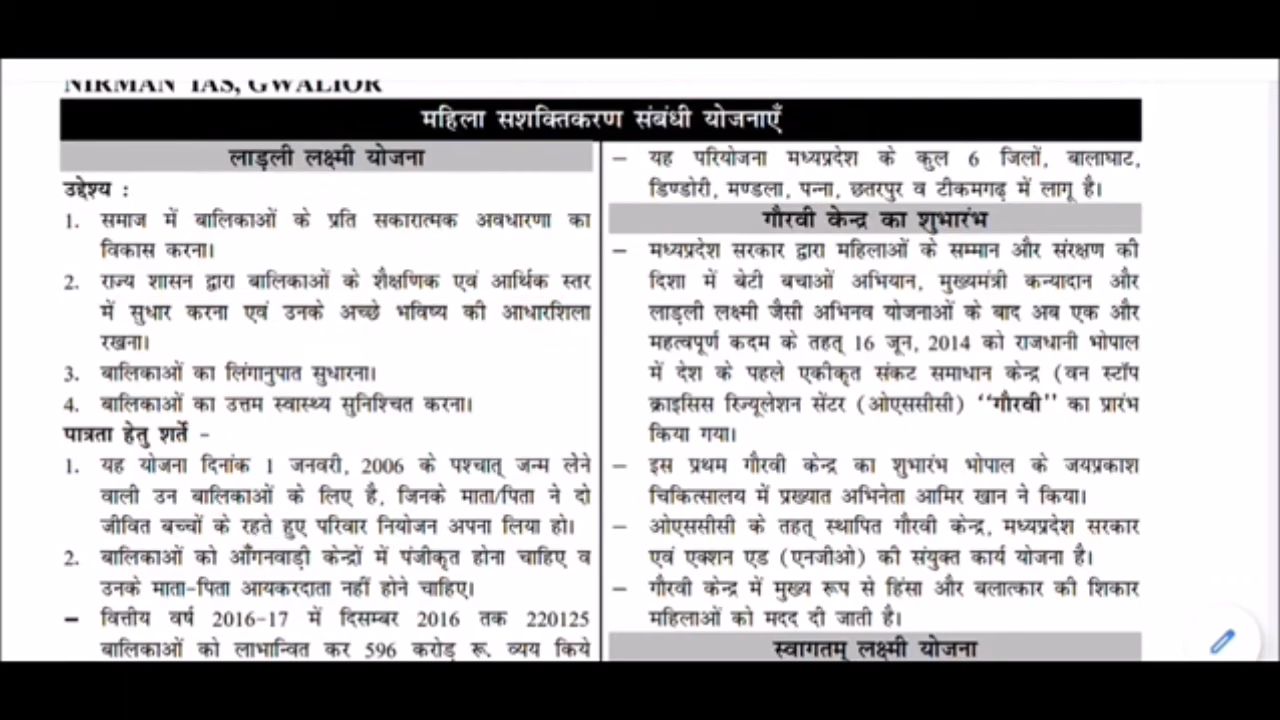 NIRMAN IAS, GWALIOR
महिला सशक्तिकरण संबंधी योजनाएँ
लाड़ली लक्ष्मी योजना
उद्देश्य :
1. समाज में बालिकाओं के प्रति सकारात्मक अवधारणा का
विकास करना।
2. राज्य शासन द्वारा बालिकाओं के शैक्षणिक एवं आर्थिक स्तर
में सुधार करना एवं उनके अच्छे भविष्य की आधारशिला
रखना।
3. बालिकाओं का लिंगानुपात सुधारना।
4. बालिकाओं का उत्तम स्वास्थ्य सुनिश्चित करना।
पात्रता हेतु शर्ते -
1. यह योजना दिनांक 1 जनवरी, 2006 के पश्चात् जन्म लेने
वाली उन बालिकाओं के लिए है, जिनके माता/पिता ने दो
जीवित बच्चों के रहते हुए परिवार नियोजन अपना लिया हो।
2. बालिकाओं को आँगनवाड़ी केन्द्रों में पंजीकृत होना चाहिए व
उनके माता-पिता आयकरदाता नहीं होने चाहिए।
– वित्तीय वर्ष 2016-17 में दिसम्बर 2016 तक 220125
बालिकाओं को लाभान्वित कर 596 करोड़ रू. व्यय किये
– यह परियोजना मध्यप्रदेश के कुल 6 जिलों, बालाघाट,
डिण्डोरी, मण्डला, पन्ना, छतरपुर व टीकमगढ़ में लागू है।
गौरवी केन्द्र का शुभारंभ
– मध्यप्रदेश सरकार द्वारा महिलाओं के सम्मान और संरक्षण की
दिशा में बेटी बचाओं अभियान, मुख्यमंत्री कन्यादान और
लाड़ली लक्ष्मी जैसी अभिनव योजनाओं के बाद अब एक और
महत्वपूर्ण कदम के तहत् 16 जून, 2014 को राजधानी भोपाल
में देश के पहले एकीकृत संकट समाधान केन्द्र (वन स्टॉप
क्राइसिस रिज्यूलेशन सेंटर (ओएससीसी) ‘‘गौरवी’’ का प्रारंभ
किया गया।
– इस प्रथम गौरवी केन्द्र का शुभारंभ भोपाल के जयप्रकाश
चिकित्सालय में प्रख्यात अभिनेता आमिर खान ने किया।
– ओएससीसी के तहत् स्थापित गौरवी केन्द्र, मध्यप्रदेश सरकार
एवं एक्शन एड (एनजीओ) की संयुक्त कार्य योजना है।
– गौरवी केन्द्र में मुख्य रूप से हिंसा और बलात्कार की शिकार
महिलाओं को मदद दी जाती है।
स्वागतम् लक्ष्मी योजना